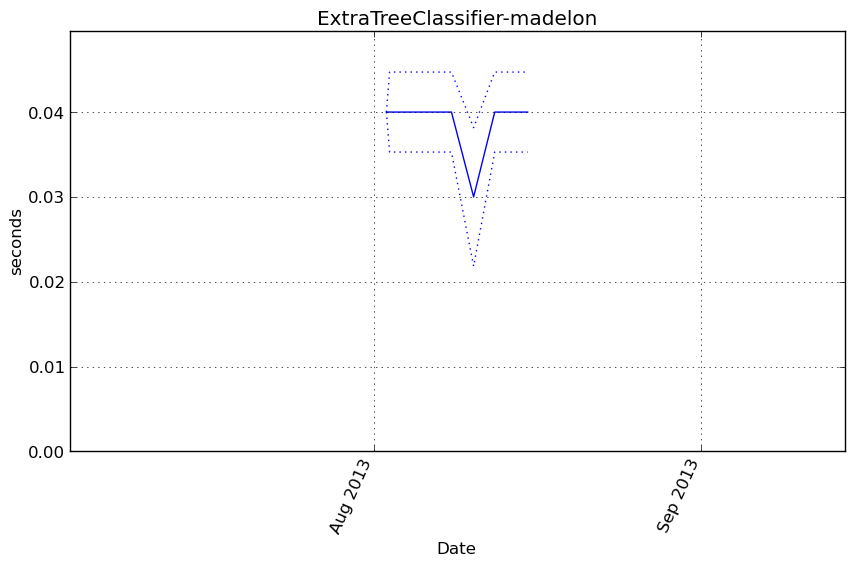 ExtraTreeClassifier-madelon
seconds
0.04
0.03
0.02
0.01
0.00
Aug 2013
Sep 2013
Date